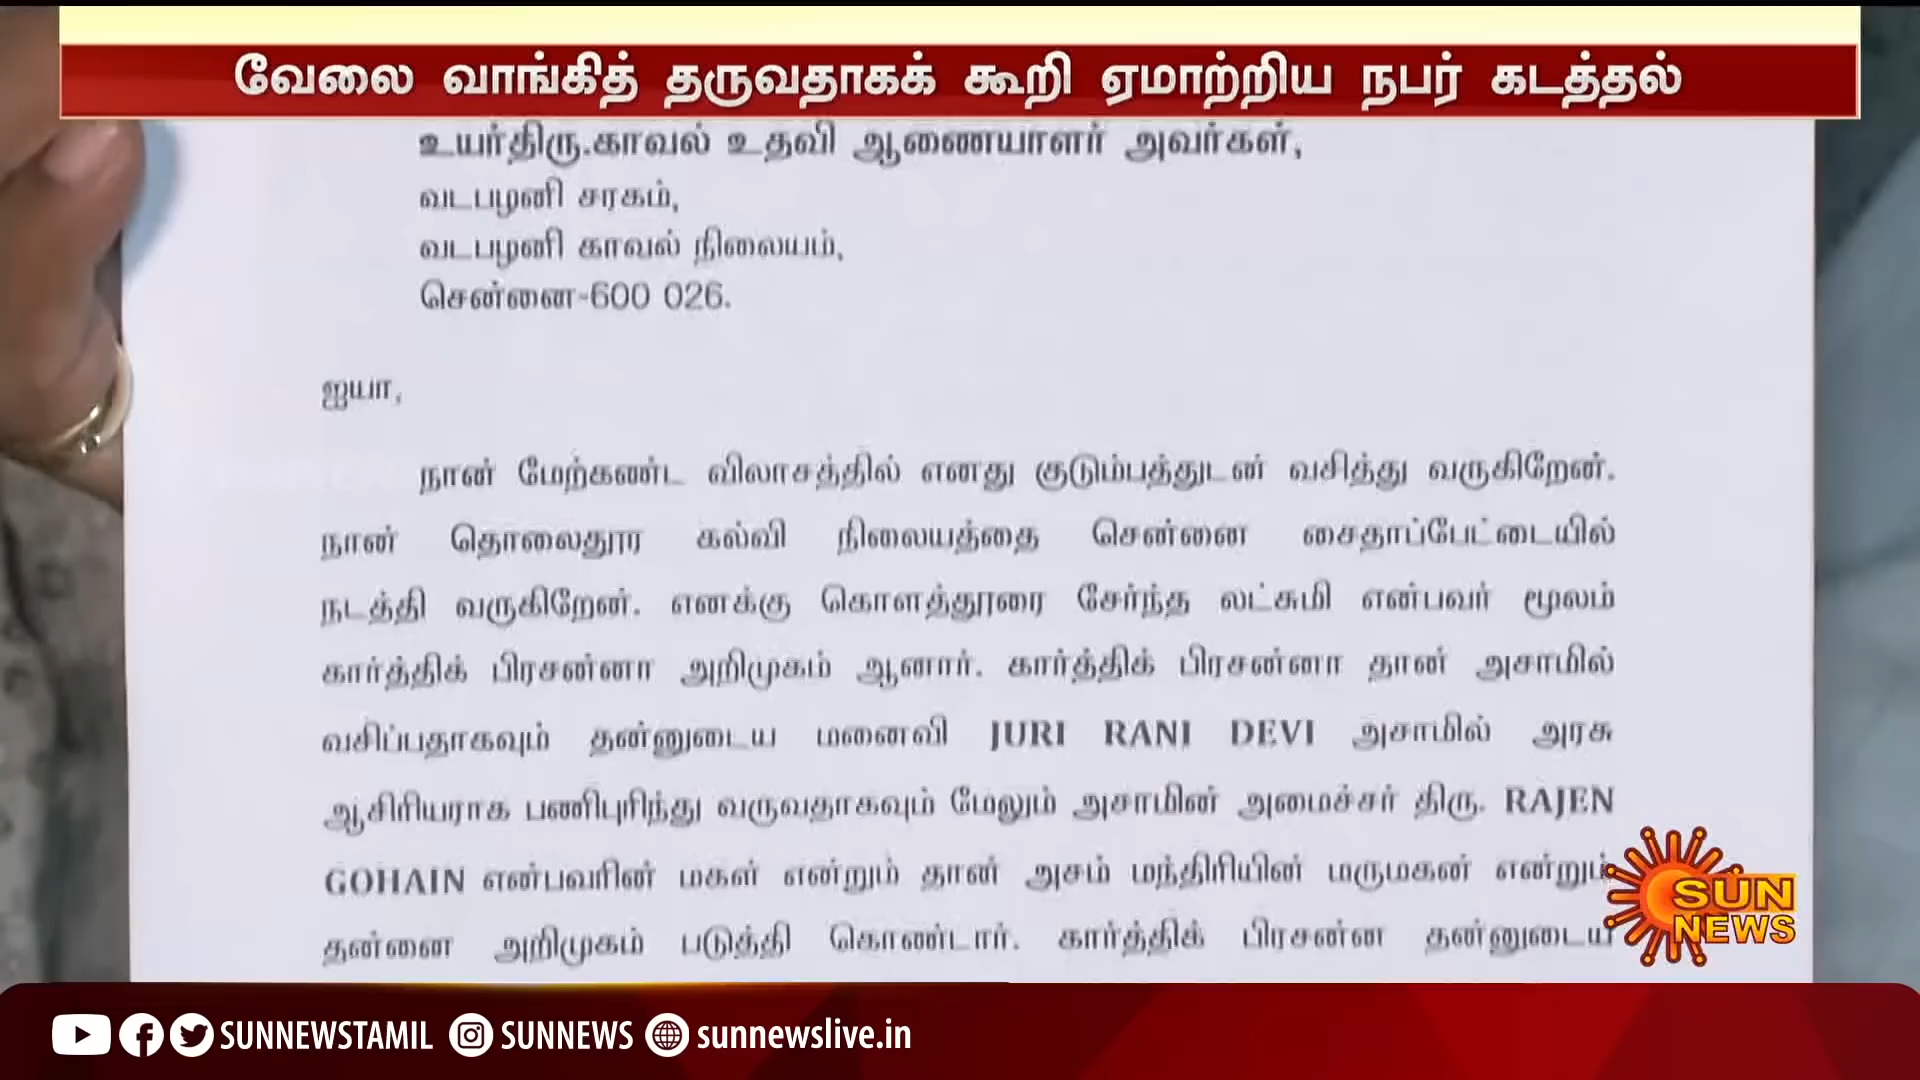 வேலை வாங்கித் தருவதாகக் கூறி ஏமாற்றிய நபர் கடத்தல்
உயர்திரு.காவல் உதவி ஆணையாளர் அவர்கள்,
வடபழனி சரகம்,
வடபழனி காவல் நிலையம்,
சென்னை-600 026.
ஐயா,
நான் மேற்கண்ட விலாசத்தில் எனது குடும்பத்துடன் வசித்து வருகிறேன்.
நான் தொலைதூர கல்வி நிலையத்தை சென்னை சைதாப்பேட்டையில்
நடத்தி வருகிறேன். எனக்கு கொளத்தூரை சேர்ந்த லட்சுமி என்பவர் மூலம்
கார்த்திக் பிரசன்னா அறிமுகம் ஆனார். கார்த்திக் பிரசன்னா தான் அசாமில்
வசிப்பதாகவும் தன்னுடைய மனைவி JURI RANI DEVI அசாமில் அரசு
ஆசிரியராக பணிபுரிந்து வருவதாகவும் மேலும் அசாமின் அமைச்சர் திரு. RAJEN
GOHAIN என்பவரின் மகள் என்றும் தான் அசம் மந்திரியின் மருமகன் என்றும்
தன்னை அறிமுகம் படுத்தி கொண்டார். கார்த்திக் பிரசன்ன தன்னுடைய
SUN
NEWS
SUNNEWSTAMIL SUNNEWS sunnewslive.in